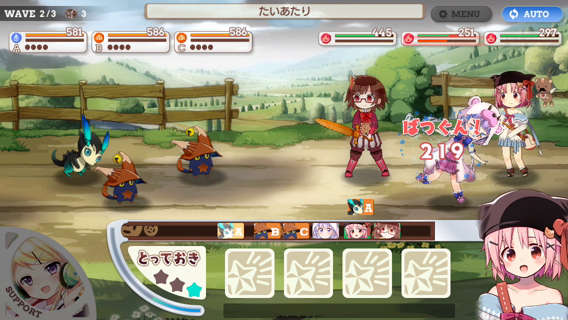 WAVE 2/3
3
たいあたり
MENU
AUTO
581
586
586
A
B
C
445
251
297
ばつぐん!
219
A
A
B
C
とっておき
SUPPORT